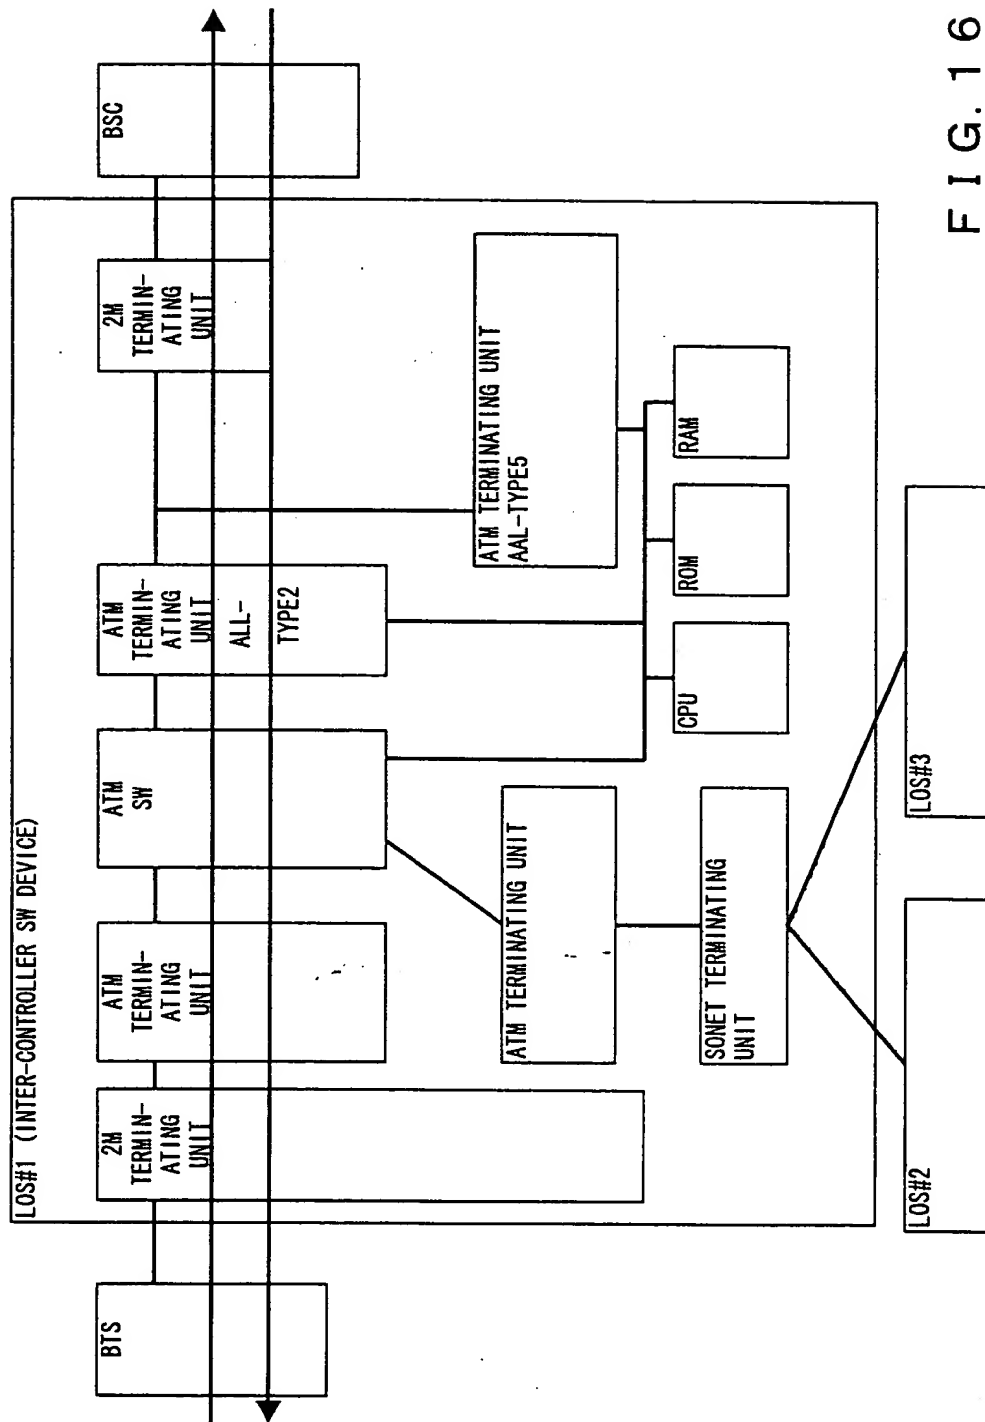 LOS#1 (INTER-CONTROLLER SW DEVICE)
BTS
2M
TERMIN-
ATING
UNIT
ATM
TERMIN-
ATING
UNIT
ATM
SW
ATM
TERMIN-
ATING
UNIT
ALL-
TYPE2
2M
TERMIN-
ATING
UNIT
BSC
ATM TERMINATING UNIT
ATM TERMINATING UNIT
AAL-TYPE5
SONET TERMINATING
UNIT
CPU
ROM
RAM
LOS#2
LOS#3
FIG. 16